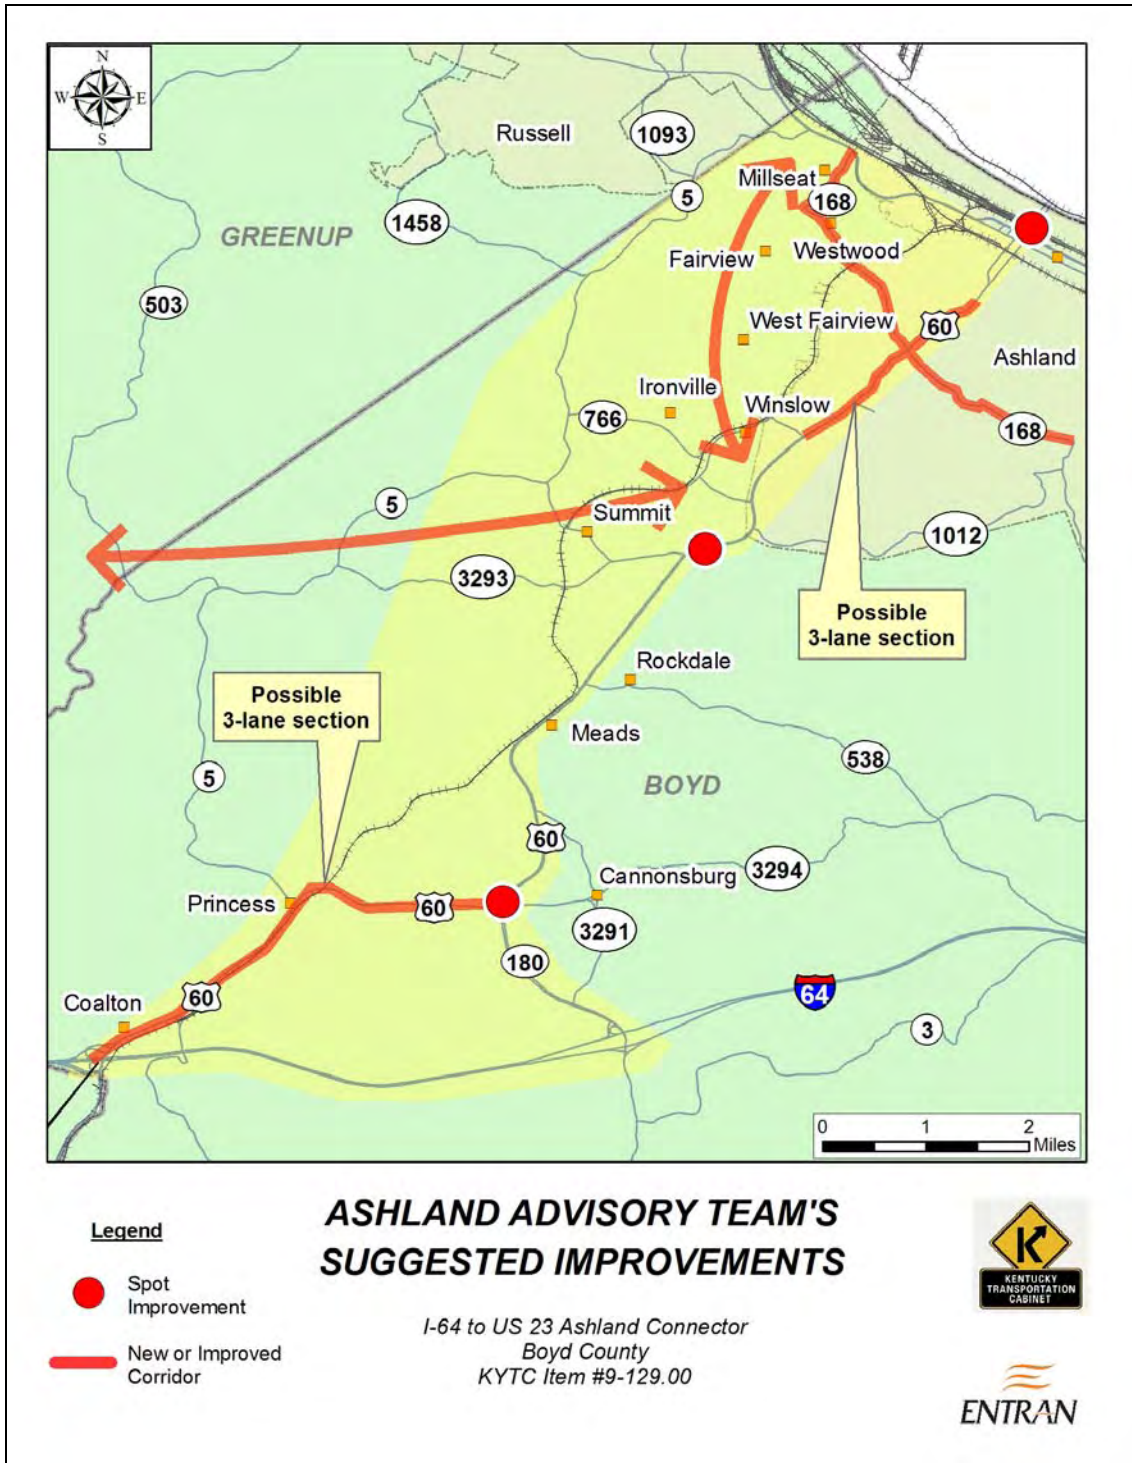 N
W
E
S
Russell
1093
Millseat
5
168
1458
GREENUP
Westwood
Fairview
503
West Fairview
60
Ashland
Ironville
Winslow
766
168
5
Summit
1012
3293
Possible
3-lane section
Rockdale
Possible
3-lane section
Meads
538
5
BOYD
60
3294
Cannonsburg
Princess
60
3291
180
60
64
Coalton
3
0 1 2
Miles
Legend
Spot
Improvement
New or Improved
Corridor
ASHLAND ADVISORY TEAM'S
SUGGESTED IMPROVEMENTS
I-64 to US 23 Ashland Connector
Boyd County
KYTC Item #9-129.00
KENTUCKY
TRANSPORTATION
CABINET
ENTRAN